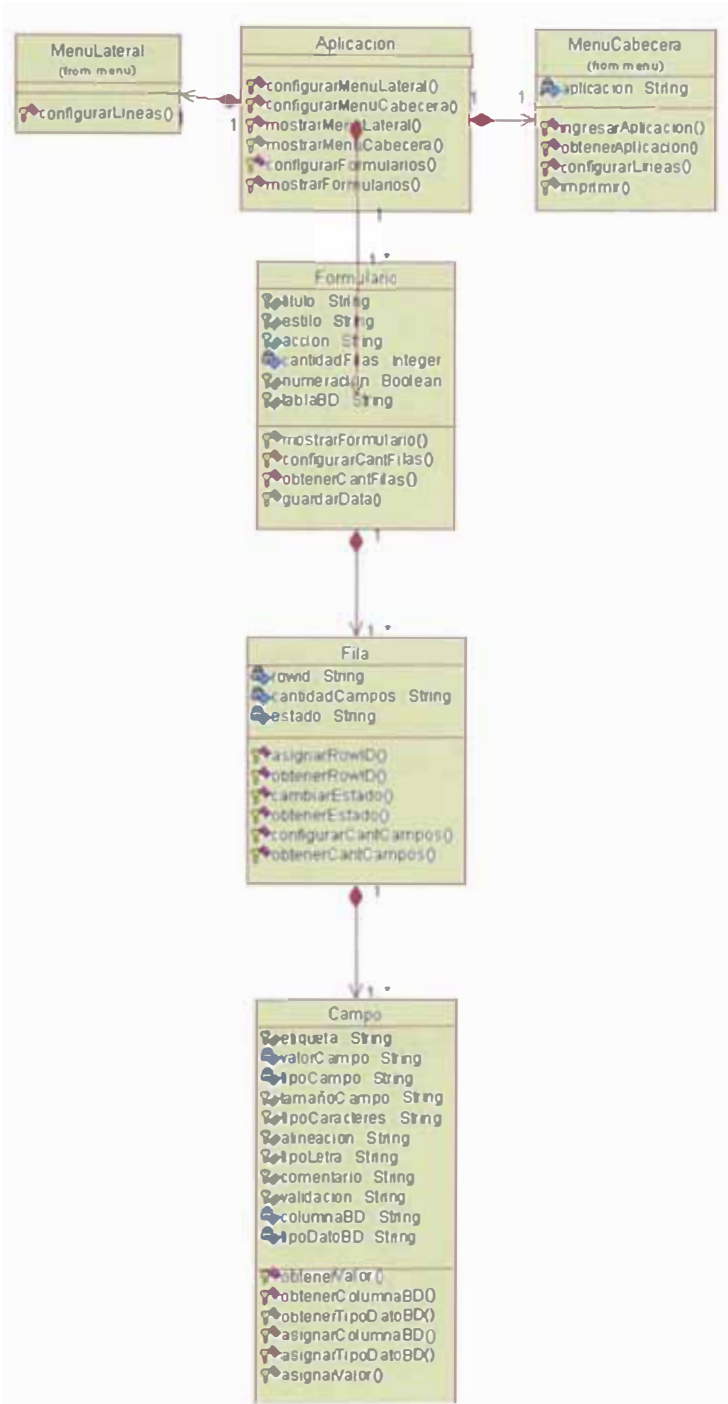 MenuLateral
(from menu)
configurarLineas()
1
Aplicacion
configurarMenuLateral()
configurarMenuCabecera()
mostrarMenuLateral()
mostrarMenuCabecera()
configurarFormularios()
mostrarFormularios()
1
1
1
MenuCabecera
(from menu)
aplicacion String
ingresarAplicacion()
obtenerAplicacion()
configurarLineas()
imprimir()
1
1..*
Formulario
titulo String
estilo String
accion String
cantidadFilas Integer
numeracion Boolean
tablaBD String
mostrarFormulario()
configurarCantFilas()
obtenerCantFilas()
guardarData()
1
1..*
Fila
rowid String
cantidadCampos String
estado String
asignarRowID()
obtenerRowID()
cambiarEstado()
obtenerEstado()
configurarCantCampos()
obtenerCantCampos()
1
1..*
Campo
etiqueta String
valorCampo String
tipoCampo String
tamañoCampo String
tipoCaracteres String
alineacion String
tipoLetra String
comentario String
validacion String
columnaBD String
tipoDatoBD String
obtenerValor()
obtenerColumnaBD()
obtenerTipoDatoBD()
asignarColumnaBD()
asignarTipoDatoBD()
asignarValor()